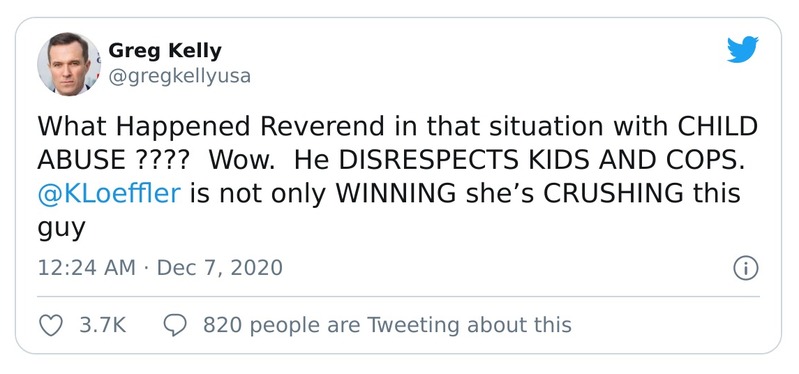 Greg Kelly
@gregkellyusa
What Happened Reverend in that situation with CHILD
ABUSE ????  Wow.  He DISRESPECTS KIDS AND COPS.
@KLoeffler is not only WINNING she’s CRUSHING this
guy
12:24 AM · Dec 7, 2020
3.7K 820 people are Tweeting about this